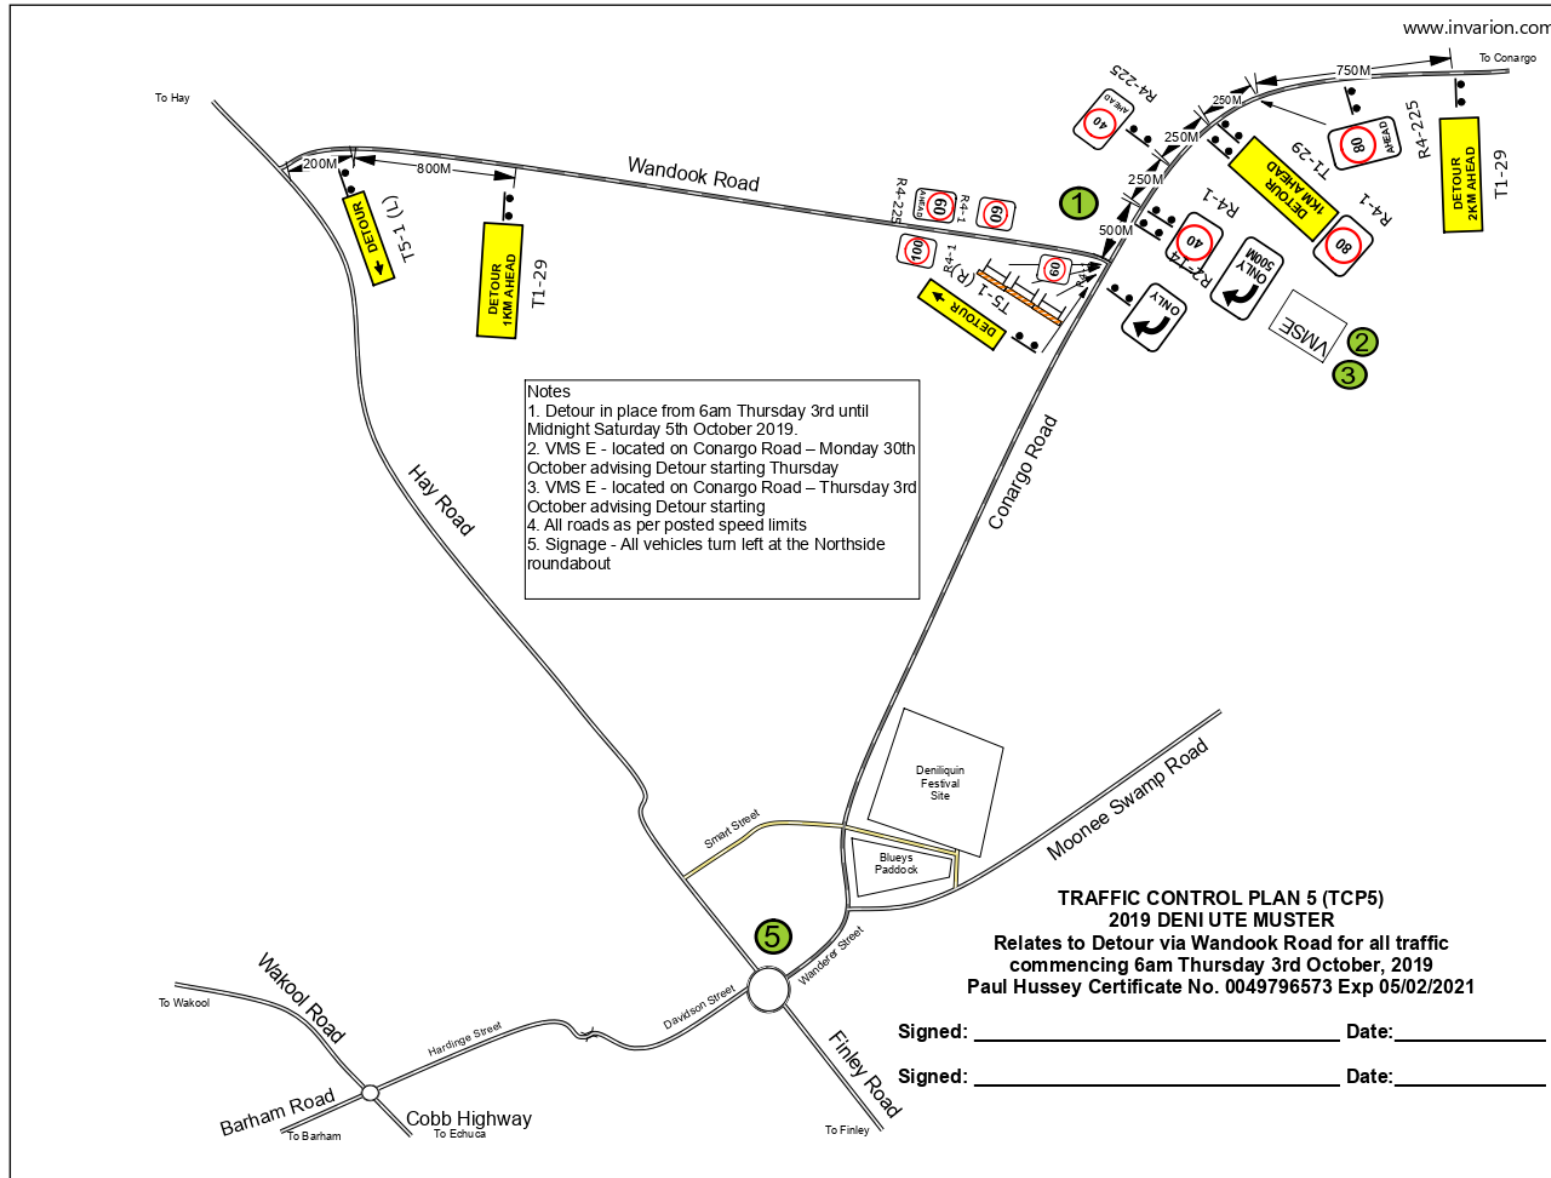 www.invarion.com
To Conargo
750M
To Hay
R4-225
AHEAD
40
250M
250M
250M
500M
80
AHEAD
R4-225
T1-29
DETOUR
1KM AHEAD
DETOUR
2KM AHEAD
T1-29
200M
800M
Wandook Road
DETOUR
T5-1 (L)
DETOUR
1KM AHEAD
T1-29
R4-225
60
AHEAD
R4-1
60
100
R4-1
60
T5-1 (R)
DETOUR
1
R4-1
40
R2-14
ONLY
ONLY
500M
R4-1
80
VMSE
2
3
Notes
1. Detour in place from 6am Thursday 3rd until
Midnight Saturday 5th October 2019.
2. VMS E - located on Conargo Road – Monday 30th
October advising Detour starting Thursday
3. VMS E - located on Conargo Road – Thursday 3rd
October advising Detour starting
4. All roads as per posted speed limits
5. Signage - All vehicles turn left at the Northside
roundabout
Hay Road
Conargo Road
Deniliquin
Festival
Site
Moonee Swamp Road
Smart Street
Blueys
Paddock
5
Wanderer Street
Davidson Street
Hardinge Street
Wakool Road
To Wakool
Barham Road
To Barham
Cobb Highway
To Echuca
Finley Road
To Finley
TRAFFIC CONTROL PLAN 5 (TCP5)
2019 DENI UTE MUSTER
Relates to Detour via Wandook Road for all traffic
commencing 6am Thursday 3rd October, 2019
Paul Hussey Certificate No. 0049796573 Exp 05/02/2021
Signed: Date:
Signed: Date: